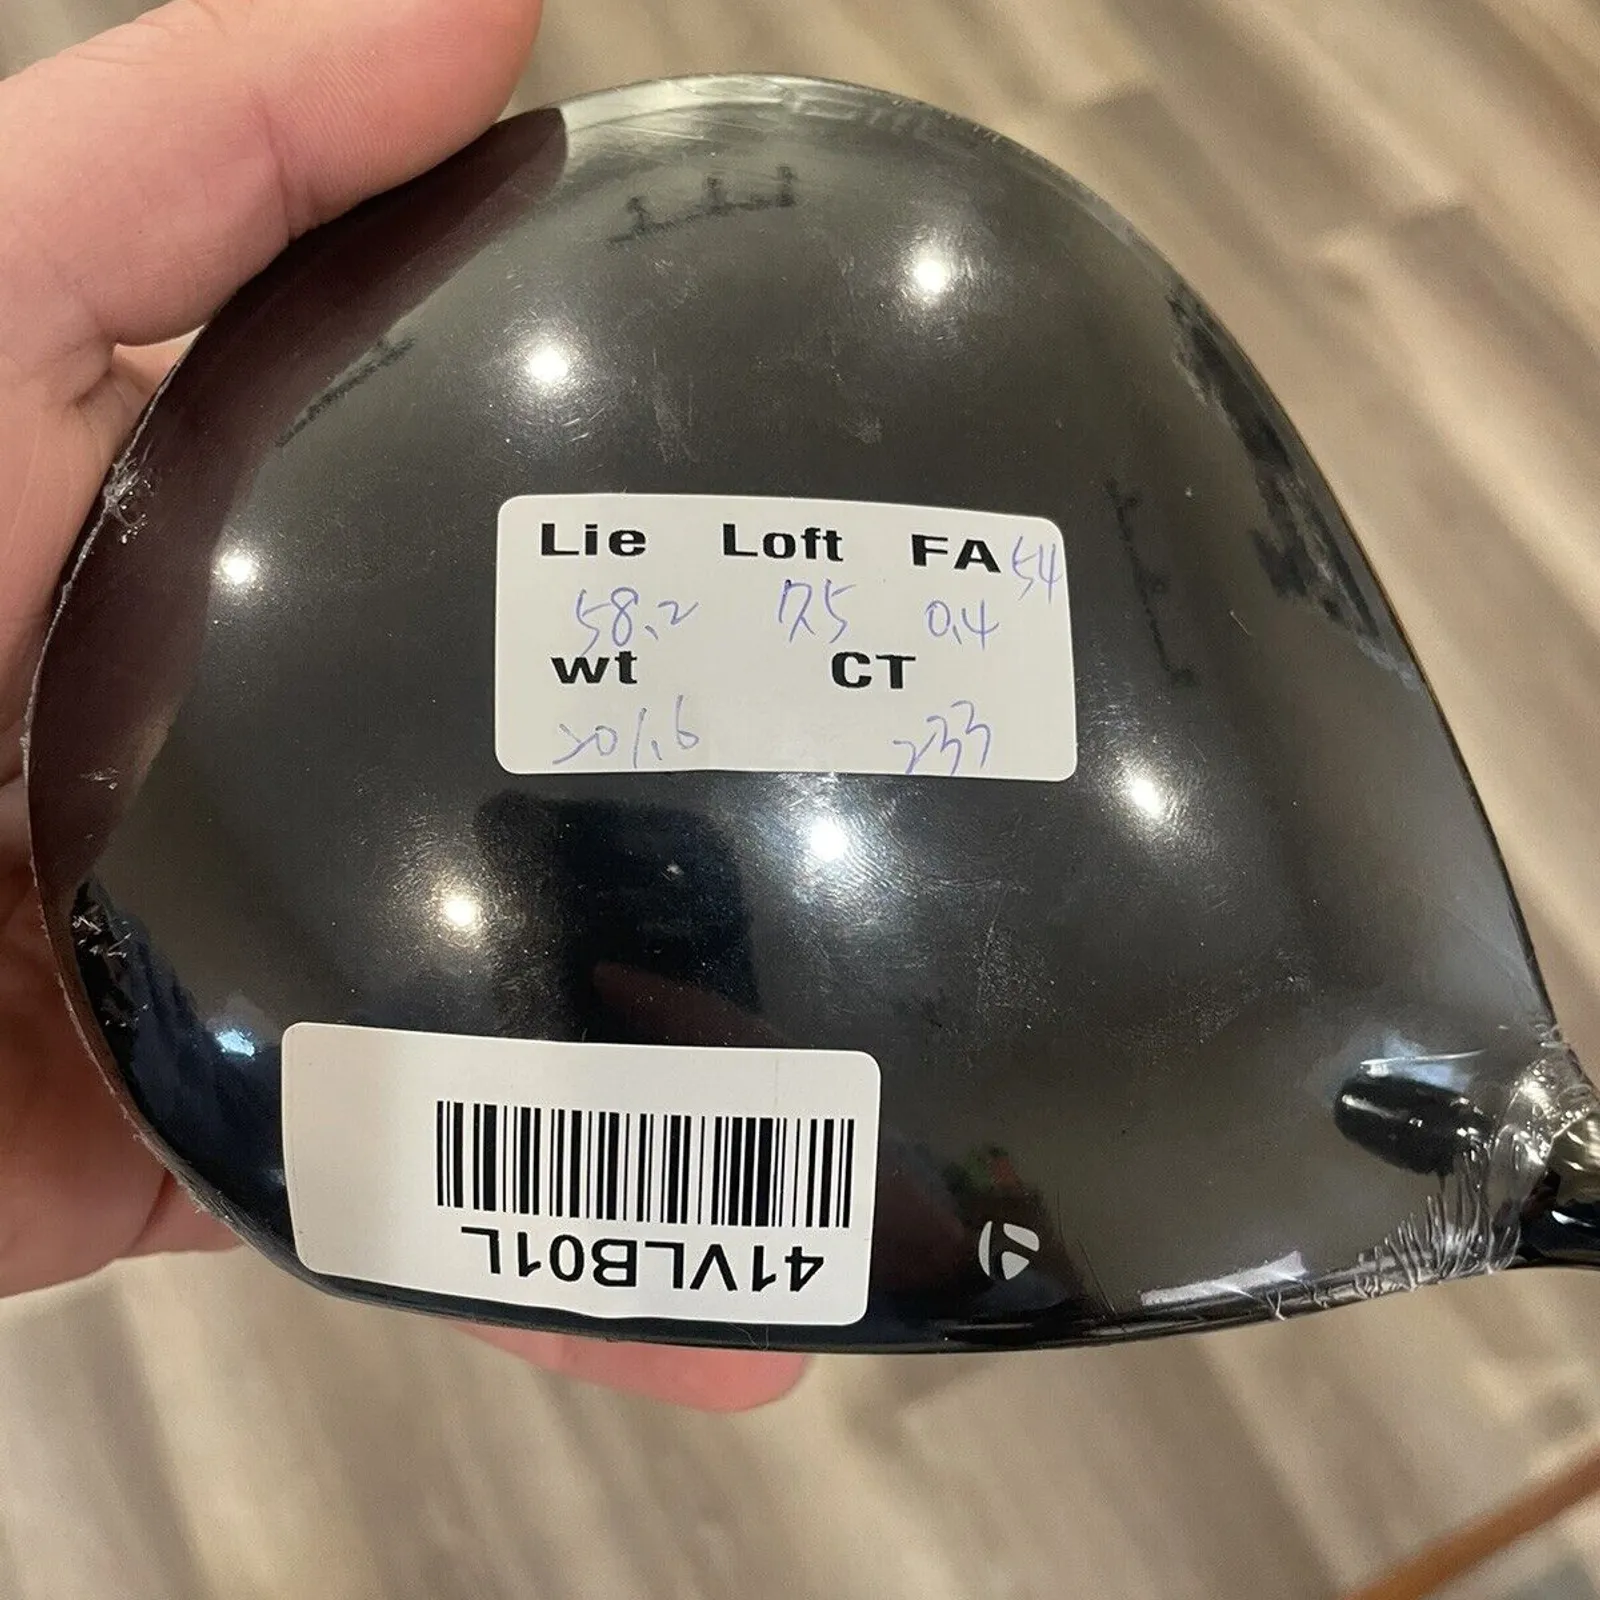 Lie Loft FA 54
58.2 7.5 0.4
wt CT
201.6 233
41VLB01L